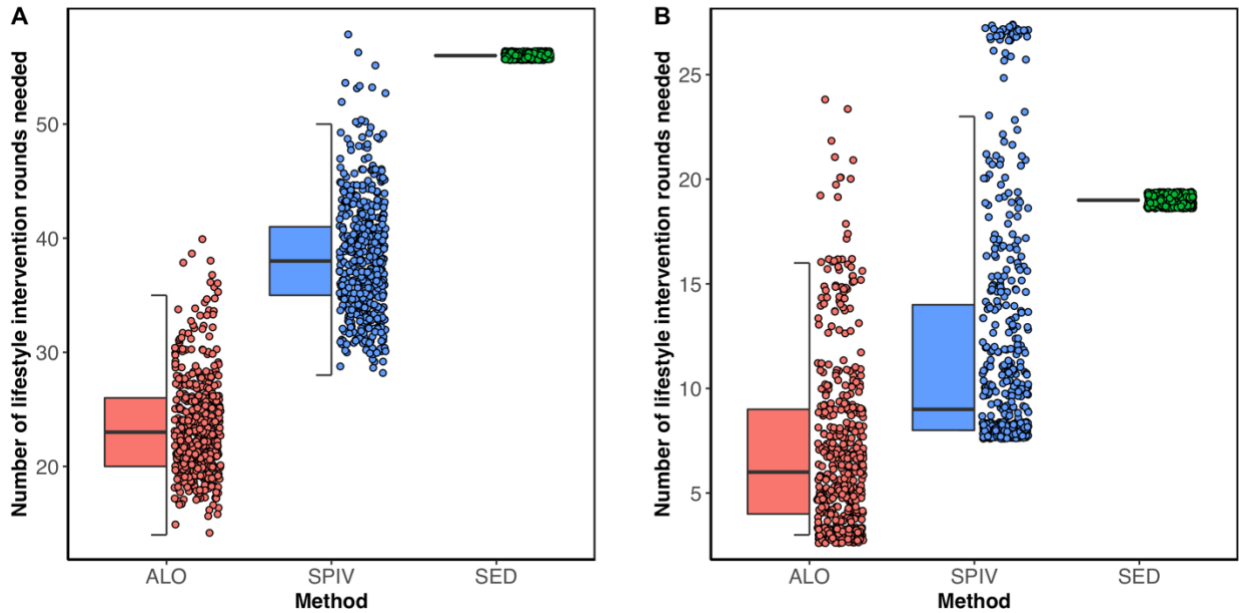 A
Number of lifestyle intervention rounds needed
50
40
30
20
ALO SPIV SED
Method
B
Number of lifestyle intervention rounds needed
25
20
15
10
5
ALO SPIV SED
Method